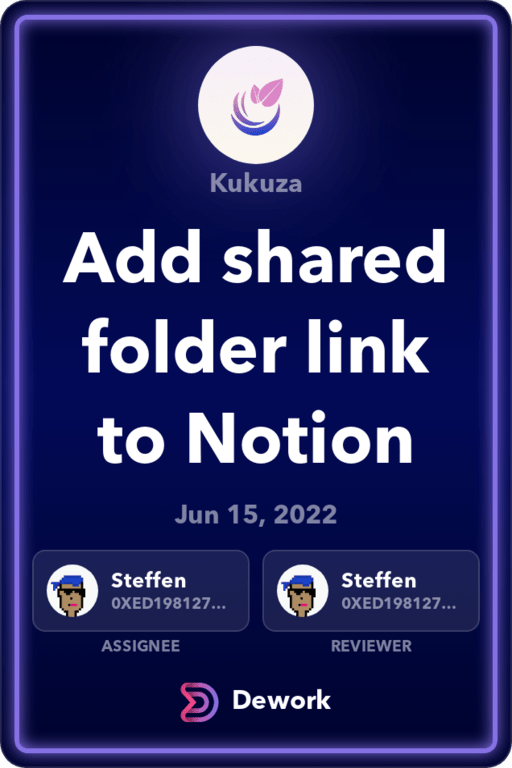 Kukuza
Add shared
folder link
to Notion
Jun 15, 2022
Steffen
0XED198127...
ASSIGNEE
Steffen
0XED198127...
REVIEWER
Dework